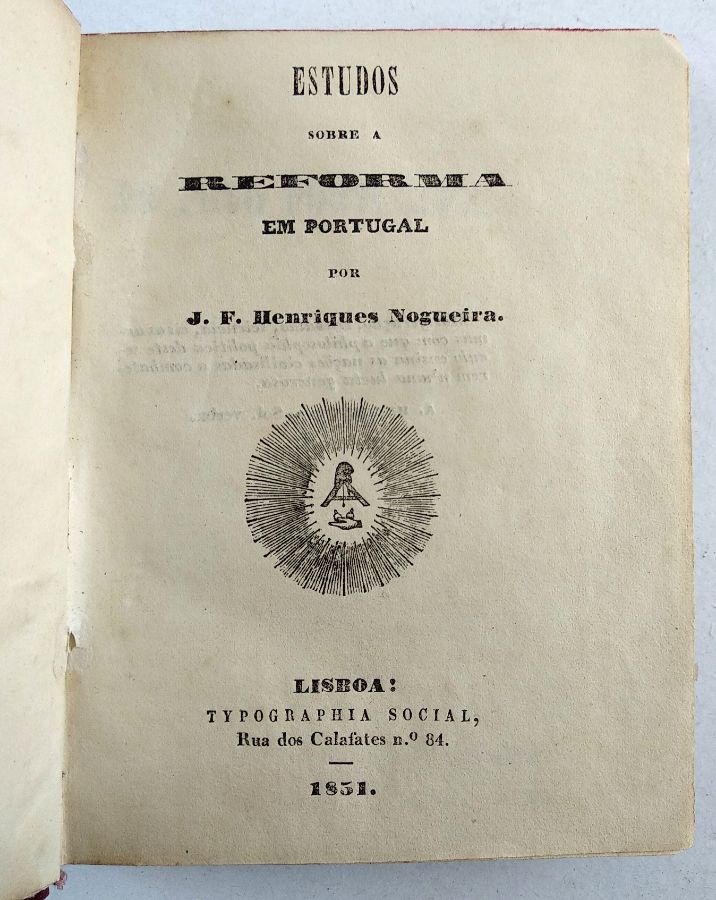 ESTUDOS
SOBRE A
REFORMA
EM PORTUGAL
POR
J. F. Henriques Nogueira.
LISBOA:
TYPOGRAPHIA SOCIAL,
Rua dos Calafates n.º 84.
1851.